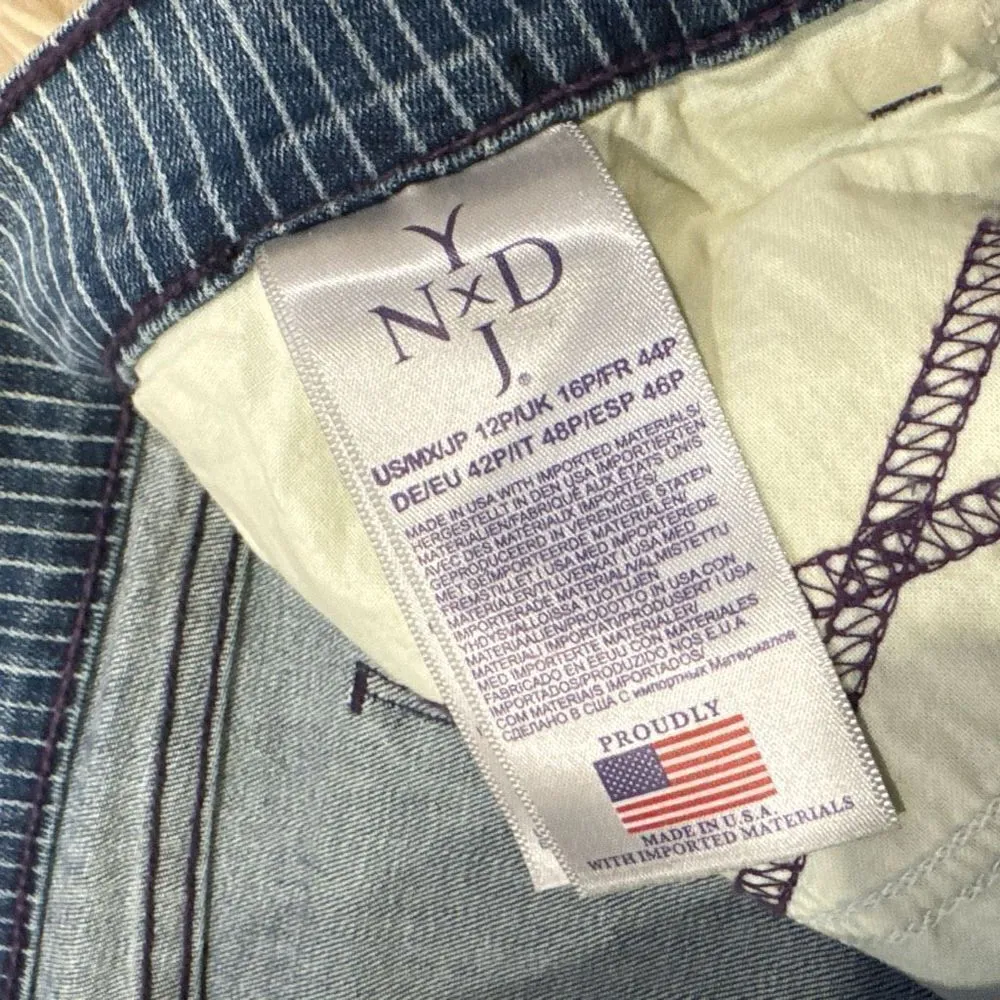 Y
N x D
J®
US/MX/JP 12P/UK 16P/FR 44P
DE/EU 42P/IT 48P/ESP 46P
MADE IN USA WITH IMPORTED MATERIALS/
HERGESTELLT IN DEN USA IMPORTIERTEN
MATERIALIEN/FABRIQUÉ AUX ÉTATS UNIS
AVEC DES MATERIAUX IMPORTES/
GEPRODUCEERD IN VERENIGDE STATEN
MET GEIMPORTEERDE MATERIALEN/
FREMSTILLET I USA MED IMPORTEREDE
MATERIALER/TILLVERKAT I USA MED
IMPORTERADE MATERIAL/VALMISTETTU
YHDYSVALLOISSA TUOTUJEN
MATERIAALIEN/PRODOTTO IN USA CON
MATERIALI IMPORTATI/PRODUSERT I USA
MED IMPORTERTE MATERIALER/
FABRICADO EN EEUU CON MATERIALES
IMPORTADOS/PRODUZIDO NOS E.U.A
COM MATERIAIS IMPORTADOS/
СДЕЛАНО В США С импортных Материалов
PROUDLY
MADE IN U.S.A.
WITH IMPORTED MATERIALS